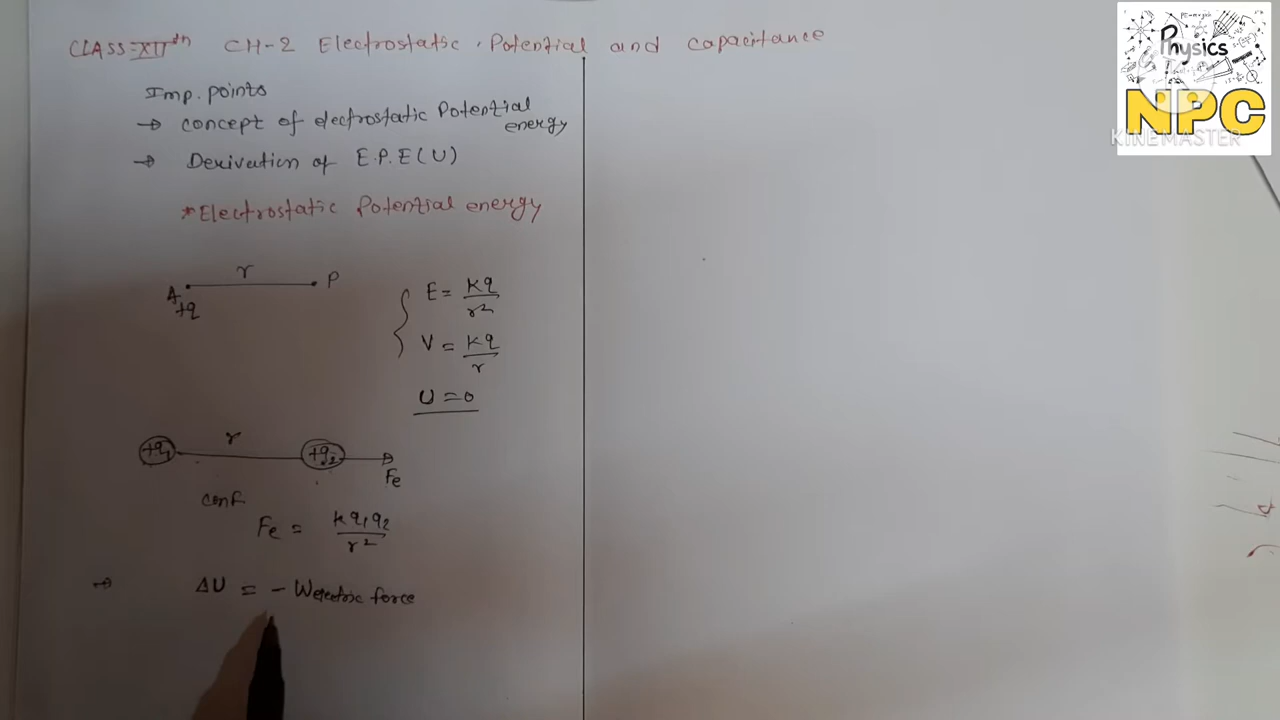 CLASS-XIIth CH-2 Electrostatic Potential and capacitance
Imp. points
→ concept of electrostatic Potential energy
→ Derivation of E.P.E(U)
*Electrostatic Potential energy
r
A P
+q
E = kq/r²
V = kq/r
U = 0
r
+q₁ +q₂
Fe
conf
Fe = kq₁q₂/r²
→ ΔU = - Welectric force
Physics
NPC
KINEMASTER